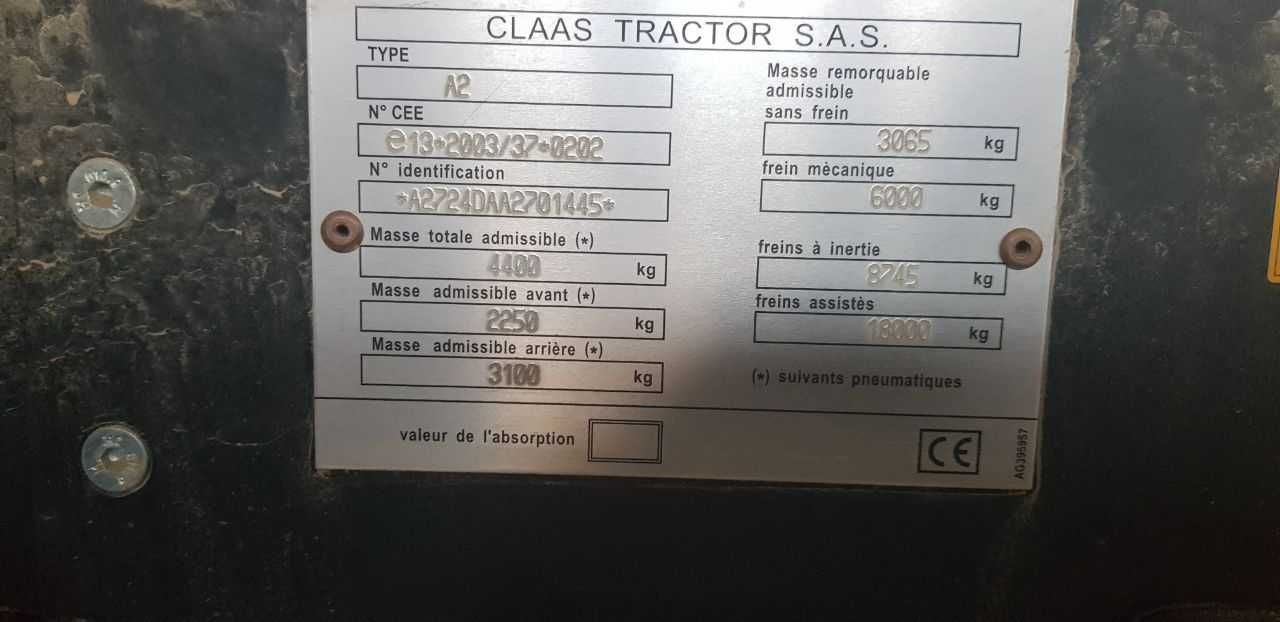 CLAAS TRACTOR S.A.S.
TYPE
A2
N° CEE
e13*2003/37*0202
N° identification
*A2724DAA2701445*
Masse totale admissible (*)
4400 kg
Masse admissible avant (*)
2250 kg
Masse admissible arrière (*)
3100 kg
Masse remorquable
admissible
sans frein
3065 kg
frein mècanique
6000 kg
freins à inertie
8745 kg
freins assistès
18000 kg
(*) suivants pneumatiques
valeur de l'absorption
CE
AG395957